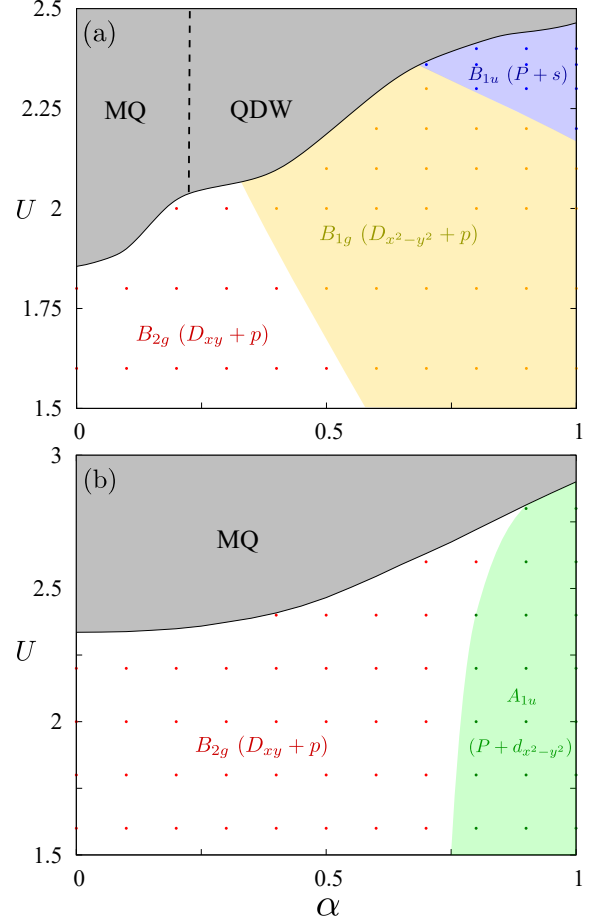 2.5
(a)
MQ
QDW
B₁ᵤ (P + s)
2.25
U
2
B₁g (Dₓ²₋y² + p)
1.75
B₂g (Dₓy + p)
1.5
0
0.5
1
3
(b)
MQ
2.5
U
A₁ᵤ
2
B₂g (Dₓy + p)
(P + dₓ²₋y²)
1.5
0
0.5
1
α